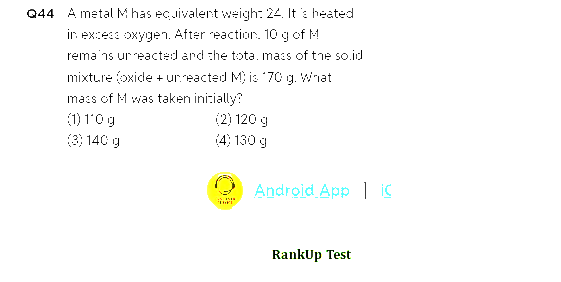 Q44 A metal M has equivalent weight 24. It is heated
in excess oxygen. After reaction, 10 g of M
remains unreacted and the total mass of the solid
mixture (oxide + unreacted M) is 170 g. What
mass of M was taken initially?
(1) 110 g (2) 120 g
(3) 140 g (4) 130 g
Android App | iO
RankUp Test